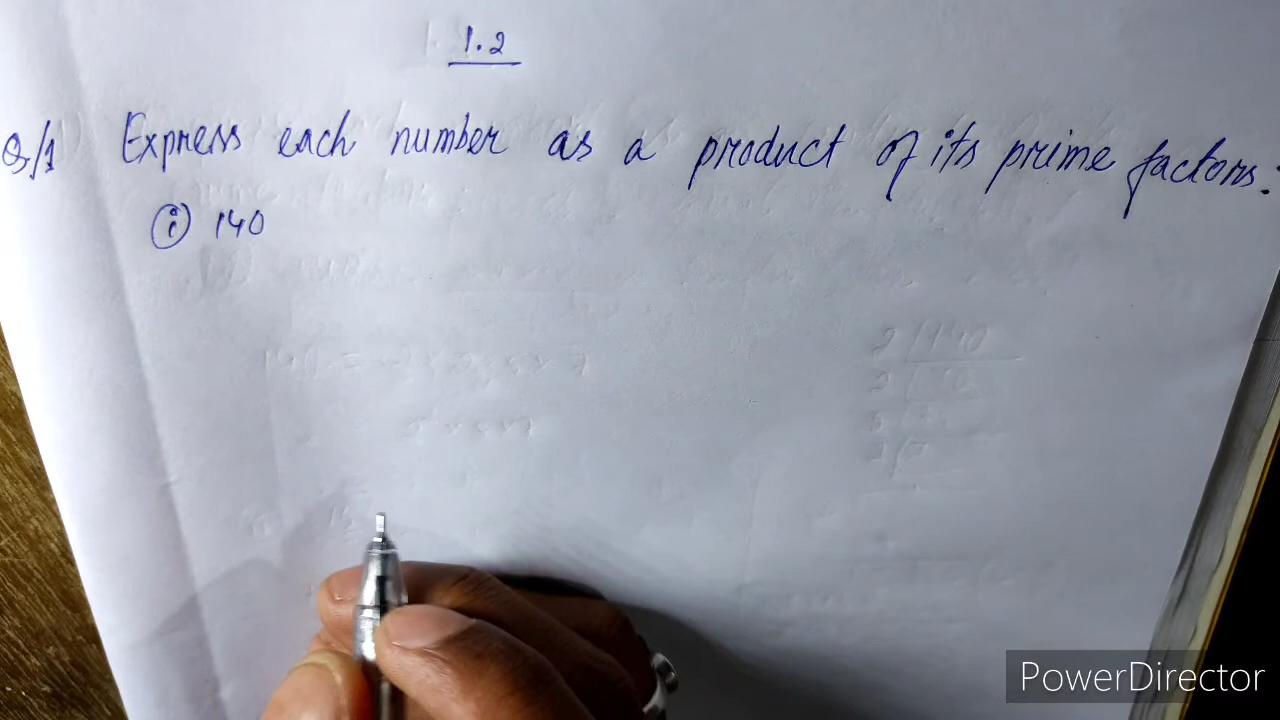 1.2
Q/1 Express each number as a product of its prime factors:
(i) 140
PowerDirector